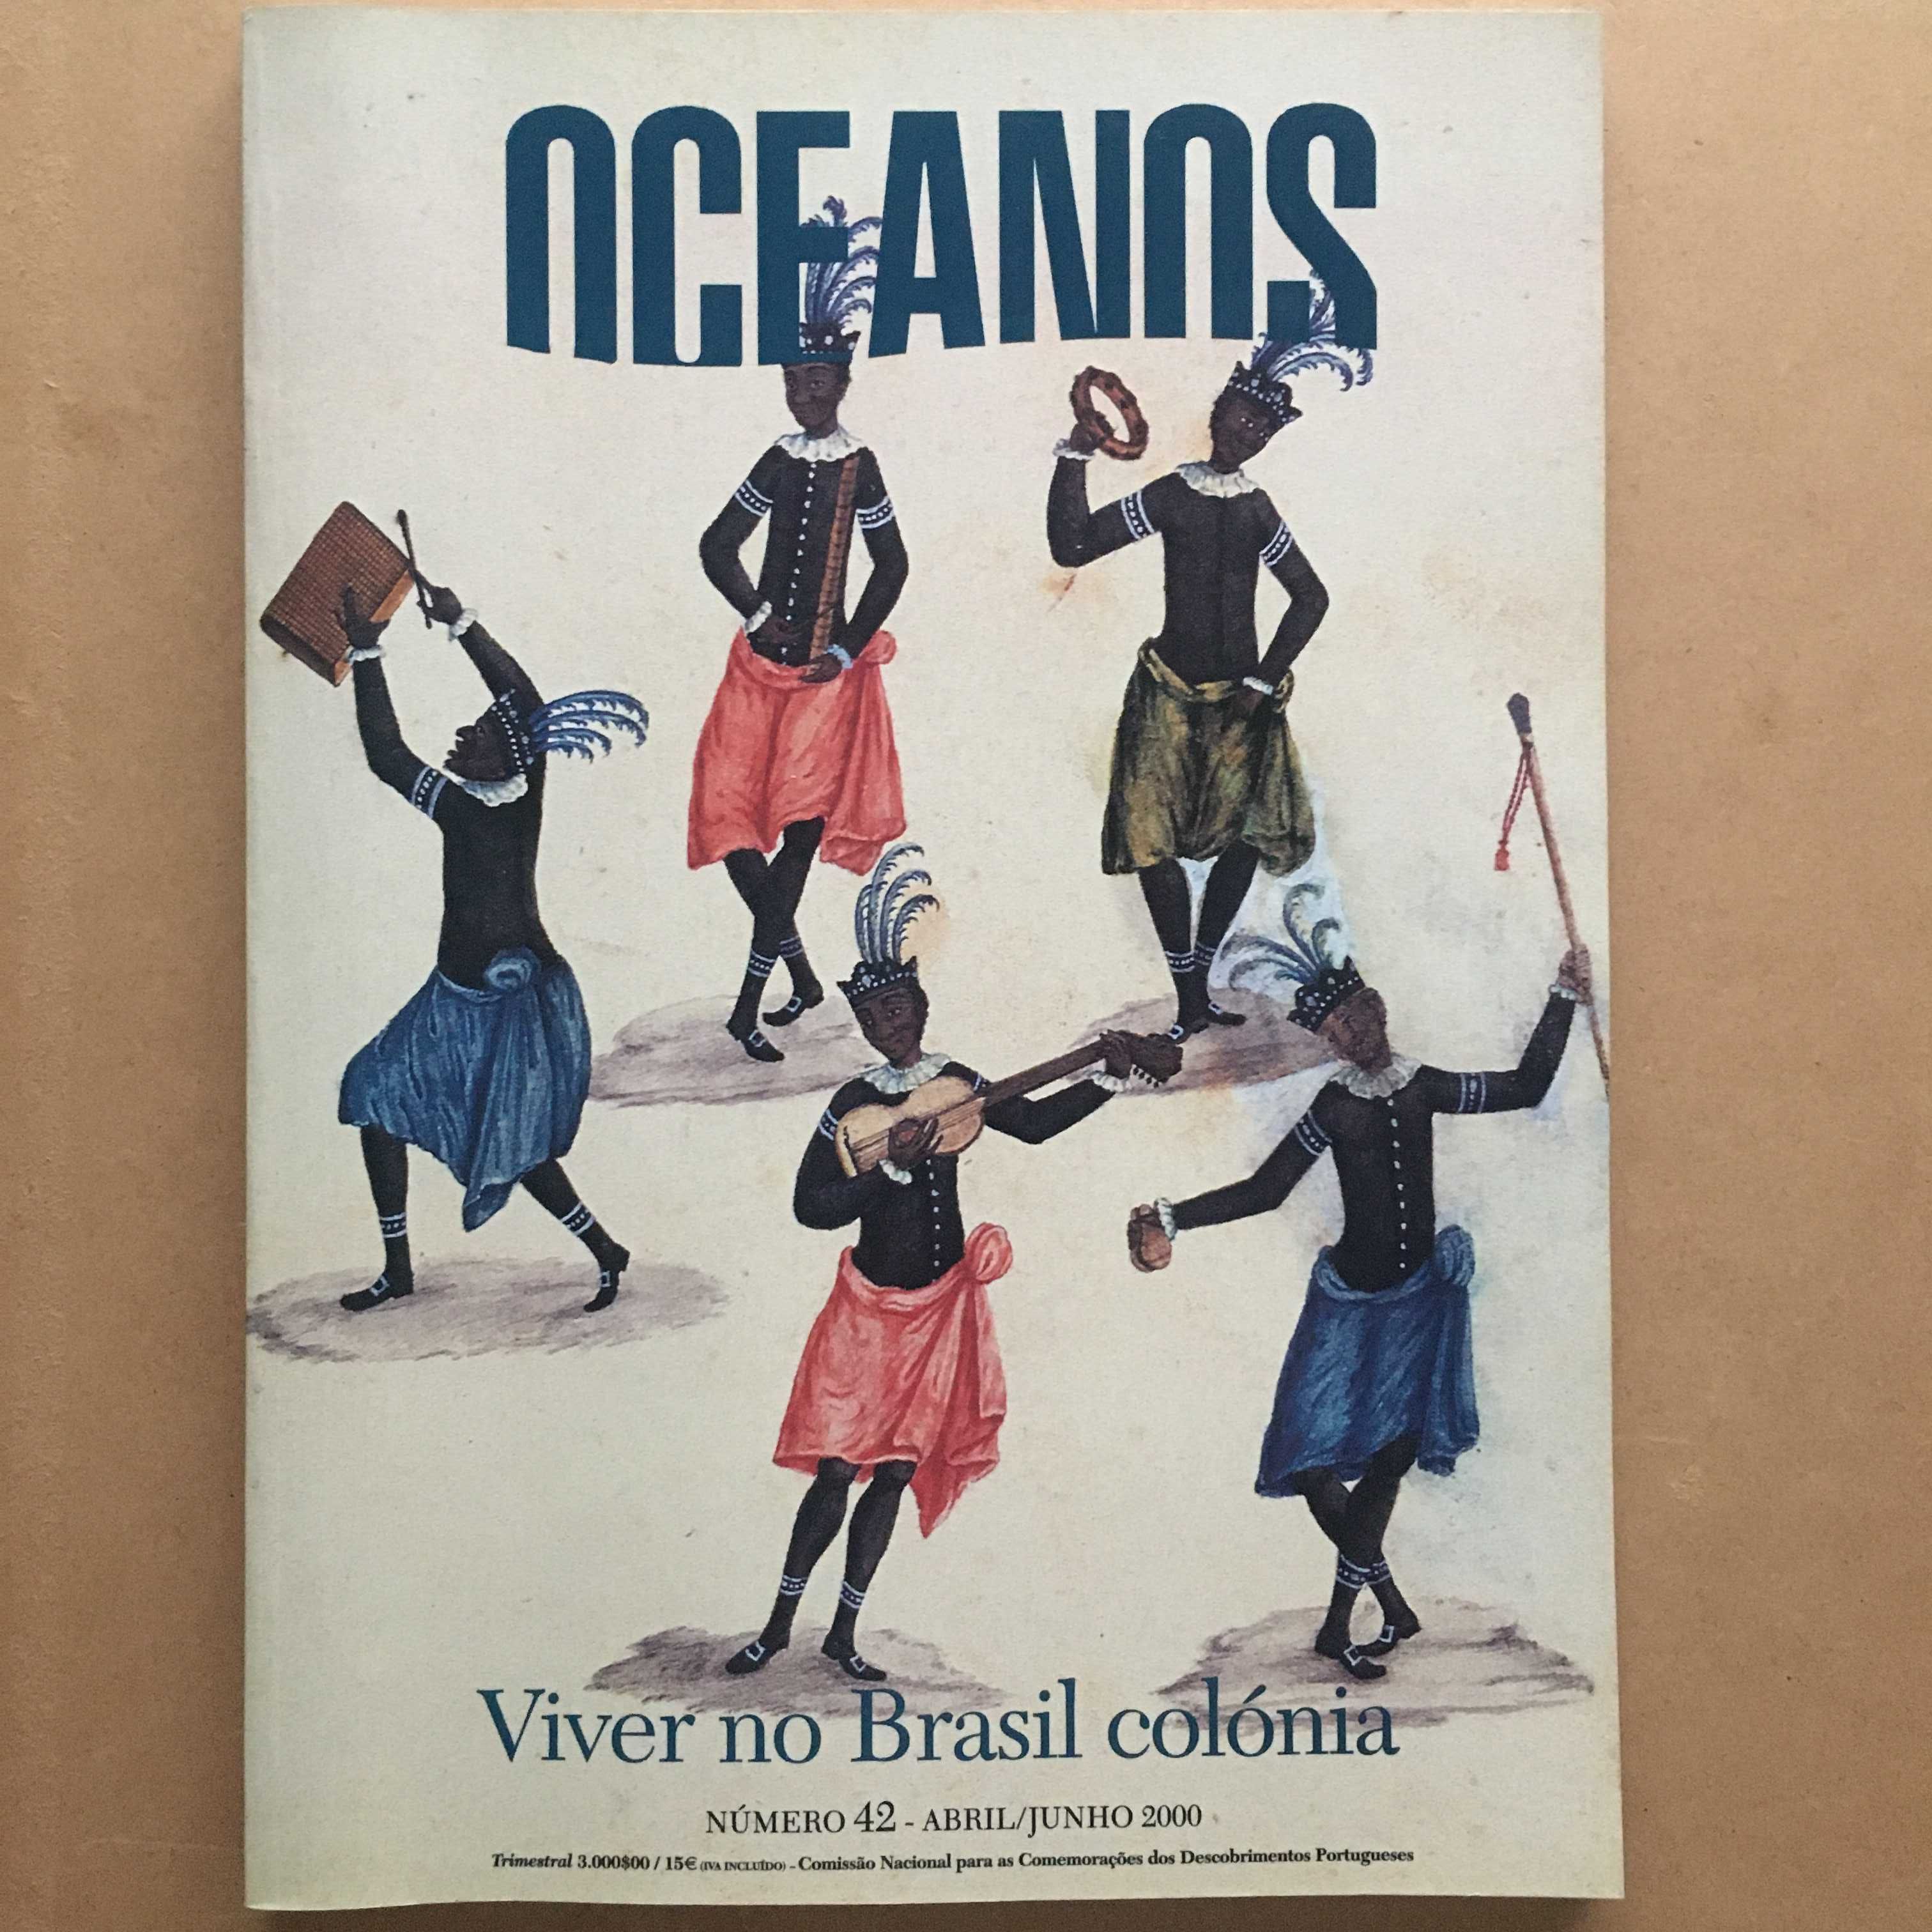 OCEANOS
Viver no Brasil colónia
NÚMERO 42 - ABRIL/JUNHO 2000
Trimestral 3.000$00 / 15€ (IVA INCLUÍDO) - Comissão Nacional para as Comemorações dos Descobrimentos Portugueses